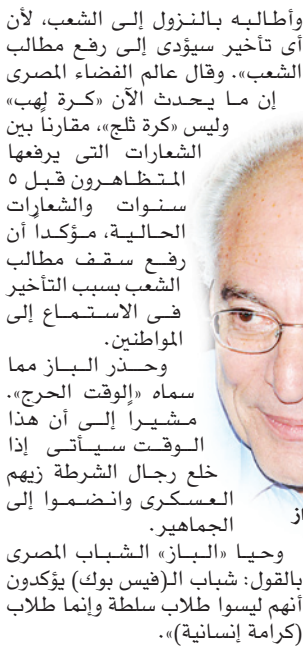 وأطالبه بالنزول إلى الشعب، لأن
أى تأخير سيؤدى إلى رفع مطالب
الشعب». وقال عالم الفضاء المصرى
إن ما يحدث الآن «كرة لهب»
وليس «كرة ثلج»، مقارناً بين
الشعارات التى يرفعها
المتظاهرون قبل ٥
سنوات والشعارات
الحالية، مؤكداً أن
رفع سقف مطالب
الشعب بسبب التأخير
فى الاستماع إلى
المواطنين.
وحذر الباز مما
سماه «الوقت الحرج».
مشيراً إلى أن هذا
الوقت سيأتى إذا
خلع رجال الشرطة زيهم
العسكرى وانضموا إلى
الجماهير.
وحيا «الباز» الشباب المصرى
بالقول: شباب الـ(فيس بوك) يؤكدون
أنهم ليسوا طلاب سلطة وإنما طلاب
(كرامة إنسانية)».